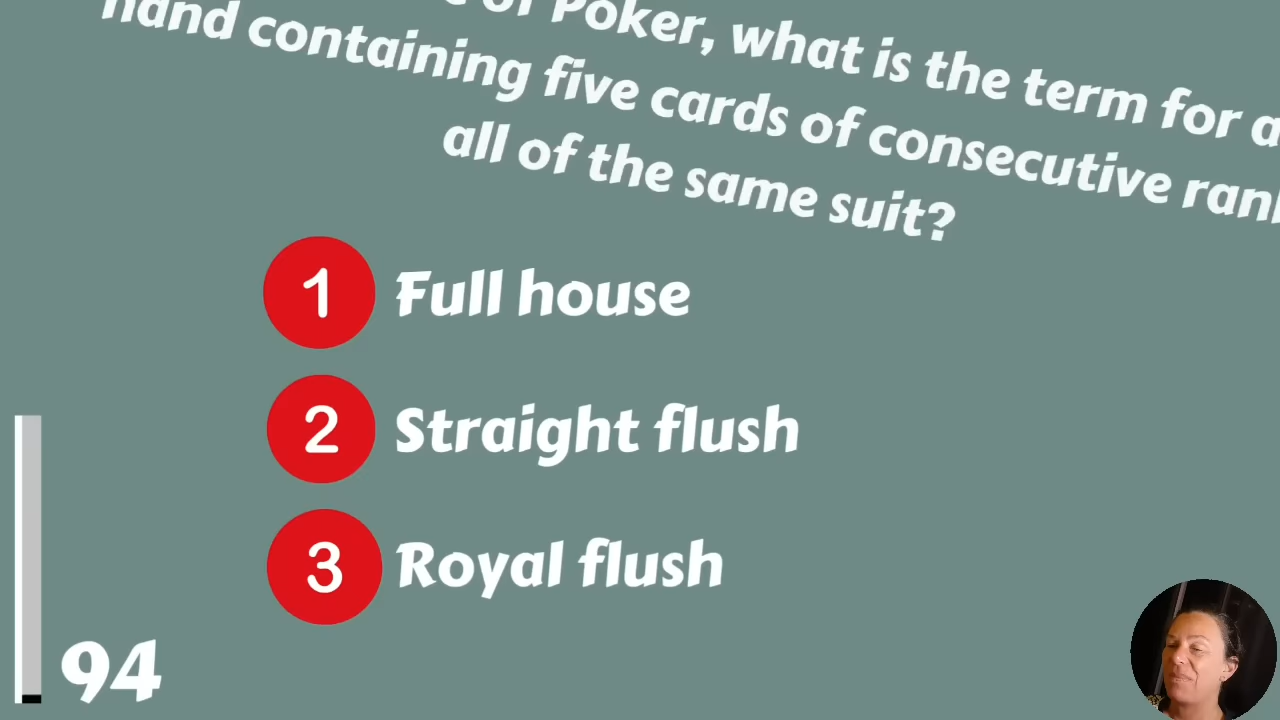 of Poker, what is the term for a
hand containing five cards of consecutive
all of the same suit?
1 Full house
2 Straight flush
3 Royal flush
94